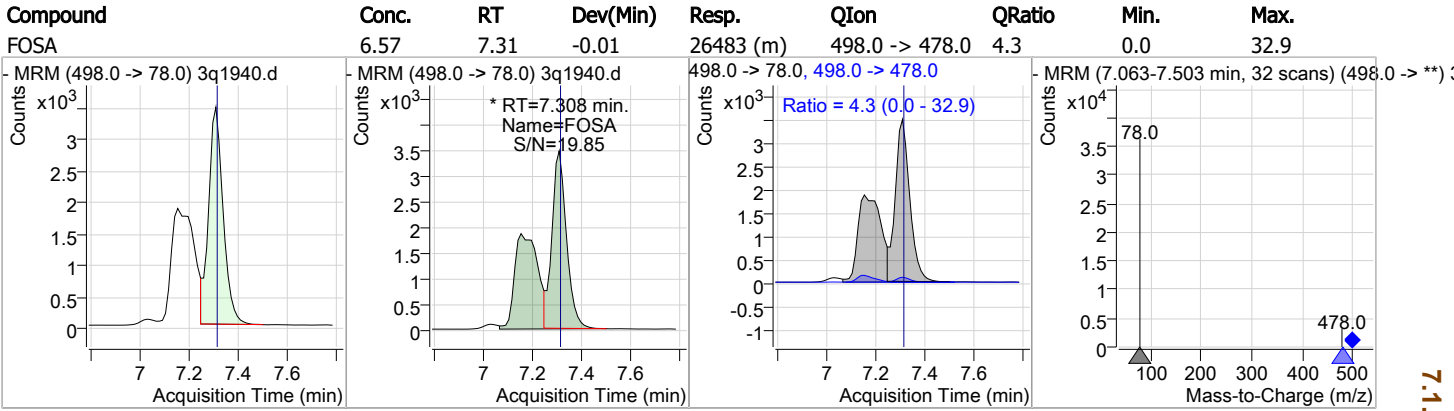 Compound Conc. RT Dev(Min) Resp. QIon QRatio Min. Max.
FOSA 6.57 7.31 -0.01 26483 (m) 498.0 -> 478.0 4.3 0.0 32.9
- MRM (498.0 -> 78.0) 3q1940.d
Counts
x10³
3
2.5
2
1.5
1
0.5
0
7 7.2 7.4 7.6
Acquisition Time (min)
- MRM (498.0 -> 78.0) 3q1940.d
Counts
x10³
* RT=7.308 min.
Name=FOSA
S/N=19.85
3.5
3
2.5
2
1.5
1
0.5
0
7 7.2 7.4 7.6
Acquisition Time (min)
498.0 -> 78.0, 498.0 -> 478.0
Counts
x10³
Ratio = 4.3 (0.0 - 32.9)
3
2.5
2
1.5
1
0.5
0
-0.5
-1
7 7.2 7.4 7.6
Acquisition Time (min)
- MRM (7.063-7.503 min, 32 scans) (498.0 -> **) 3
Counts
x10⁴
78.0
3.5
3
2.5
2
1.5
1
0.5
0
478.0
100 200 300 400 500
Mass-to-Charge (m/z)
7.1.